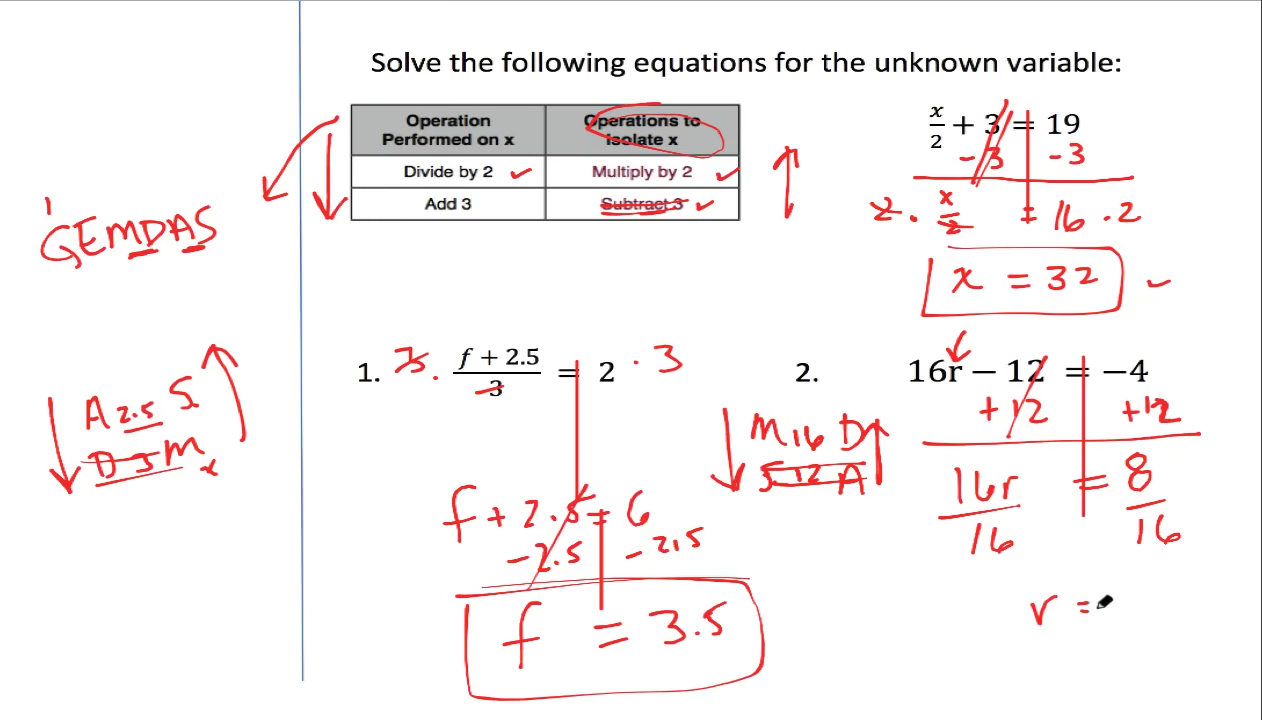 Solve the following equations for the unknown variable:
Operation Performed on x | Operations to isolate x
Divide by 2 ✓ | Multiply by 2 ✓
Add 3 | Subtract 3 ✓
x/2 + 3 = 19
- 3 -3
2 · x/2 = 16 · 2
x = 32 ✓
1
GEMDAS
A 2.5 S
D 3 M
x
1. 3 · (f + 2.5)/3 = 2 · 3
f + 2.5 = 6
-2.5 - 2.5
f = 3.5
2. 16r − 12 = −4
+12 +12
M 16 D
S 12 A
16r/16 = 8/16
r =